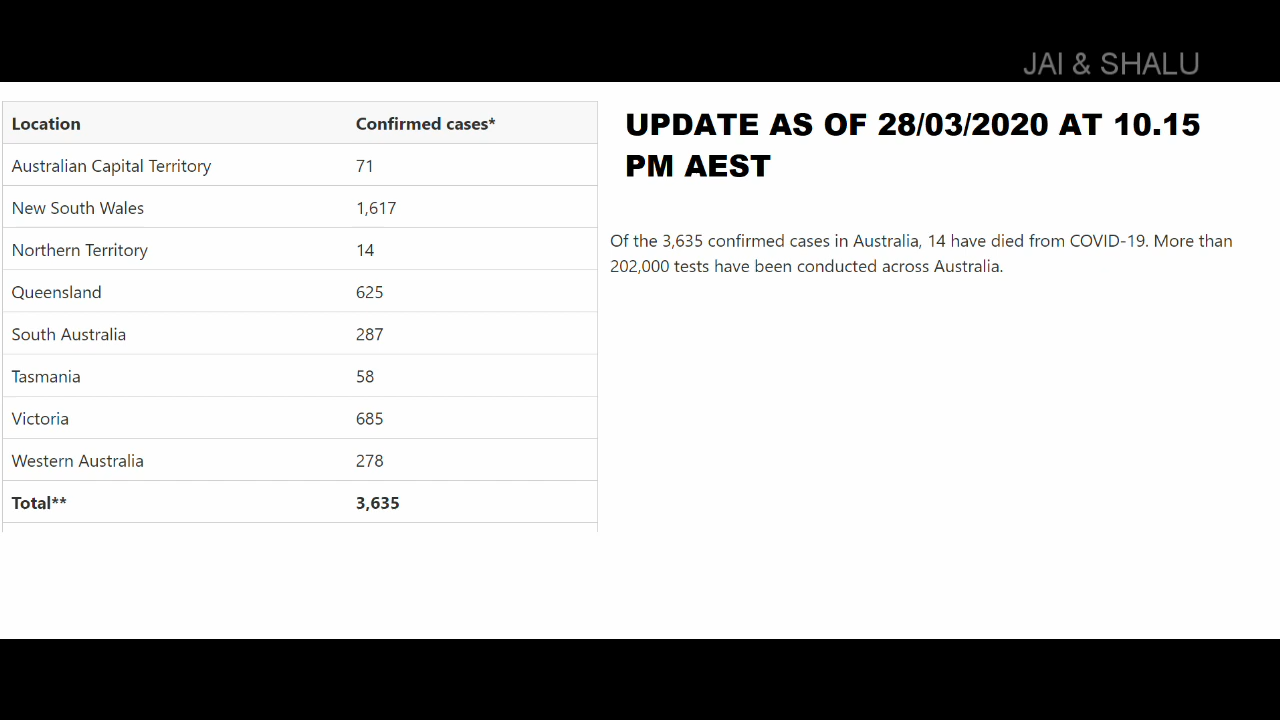 JAI & SHALU
Location Confirmed cases*
Australian Capital Territory 71
New South Wales 1,617
Northern Territory 14
Queensland 625
South Australia 287
Tasmania 58
Victoria 685
Western Australia 278
Total** 3,635
UPDATE AS OF 28/03/2020 AT 10.15
PM AEST
Of the 3,635 confirmed cases in Australia, 14 have died from COVID-19. More than
202,000 tests have been conducted across Australia.